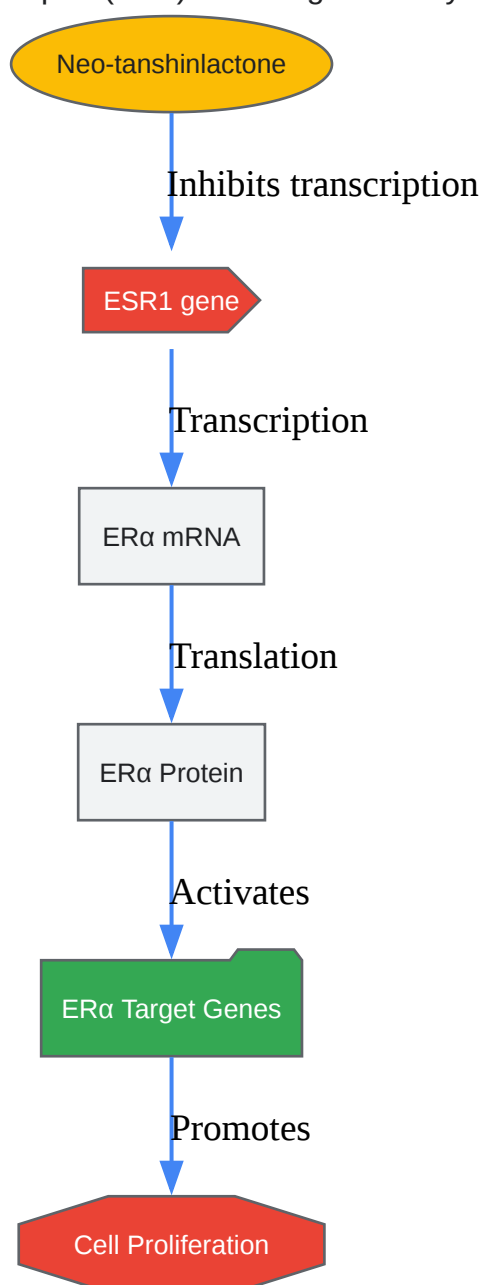 Neo-tanshinlactone
Inhibits transcription
ESR1 gene
Transcription
ERα mRNA
Translation
ERα Protein
Activates
ERα Target Genes
Promotes
Cell Proliferation